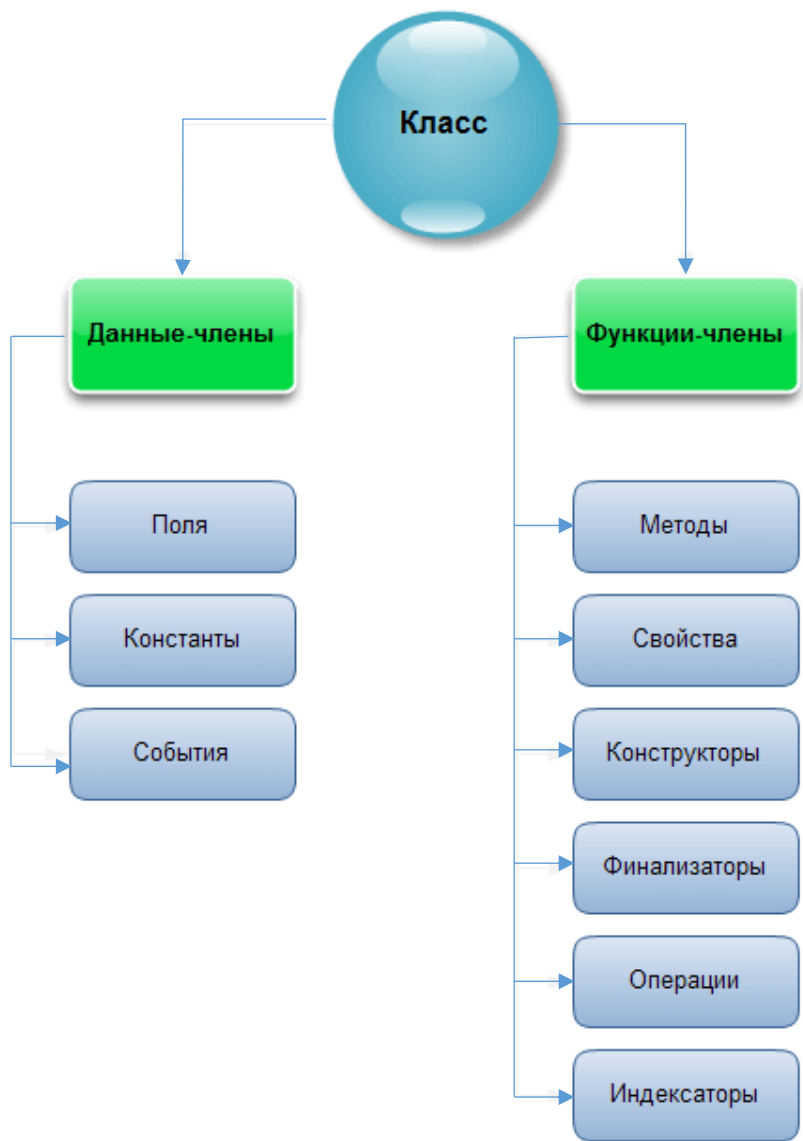 Класс
Данные-члены
Поля
Константы
События
Функции-члены
Методы
Свойства
Конструкторы
Финализаторы
Операции
Индексаторы